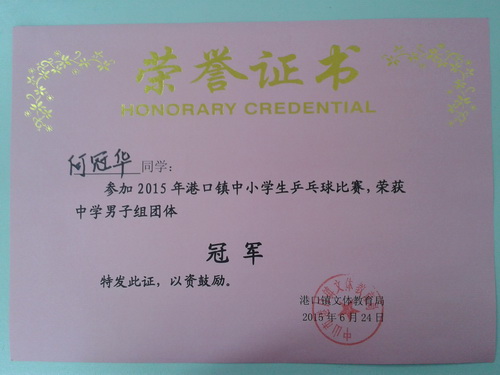 荣誉证书
HONORARY CREDENTIAL
何冠华 同学：
参加 2015 年港口镇中小学生乒乓球比赛，荣获
中学男子组团体
冠 军
特发此证，以资鼓励。
港口镇文体教育局
2015 年 6 月 24 日